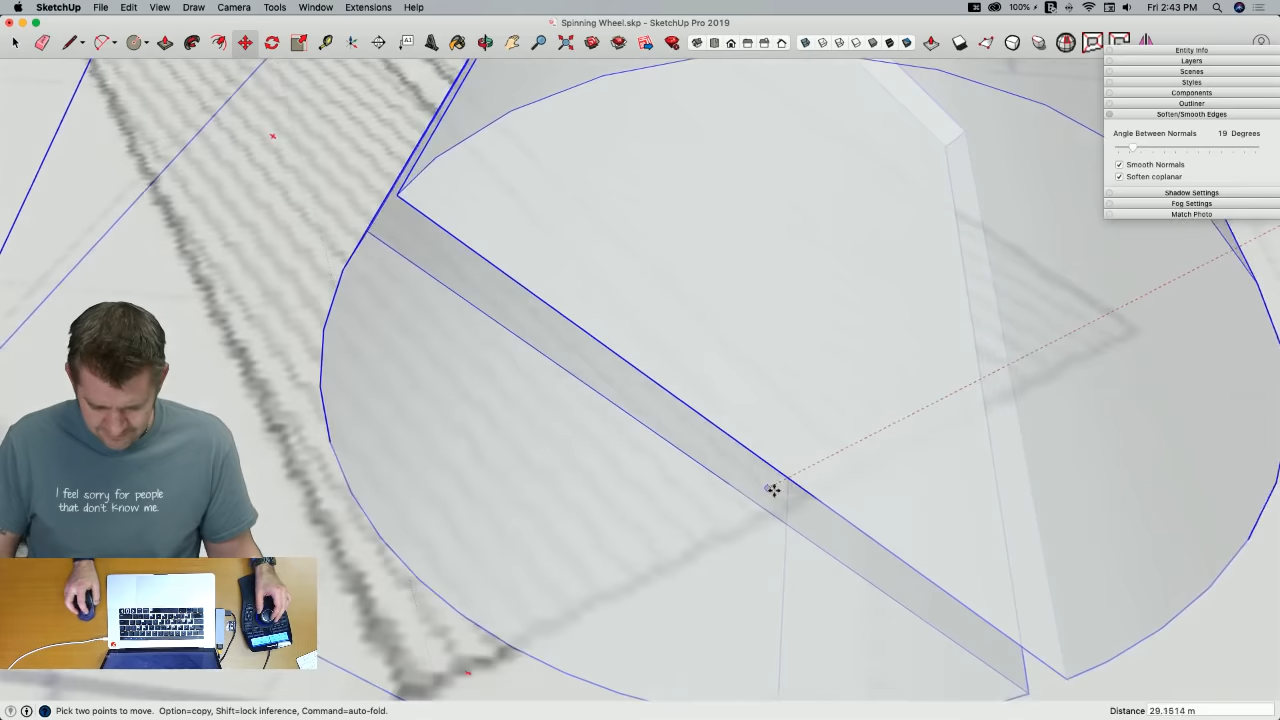 SketchUp File Edit View Draw Camera Tools Window Extensions Help
100% Fri 2:43 PM
Spinning Wheel.skp - SketchUp Pro 2019
Entity Info
Layers
Scenes
Styles
Components
Outliner
Soften/Smooth Edges
Angle Between Normals 19 Degrees
Smooth Normals
Soften coplanar
Shadow Settings
Fog Settings
Match Photo
I feel sorry for people
that don't know me.
Pick two points to move. Option=copy, Shift=lock inference, Command=auto-fold.
Distance 29.1514 m